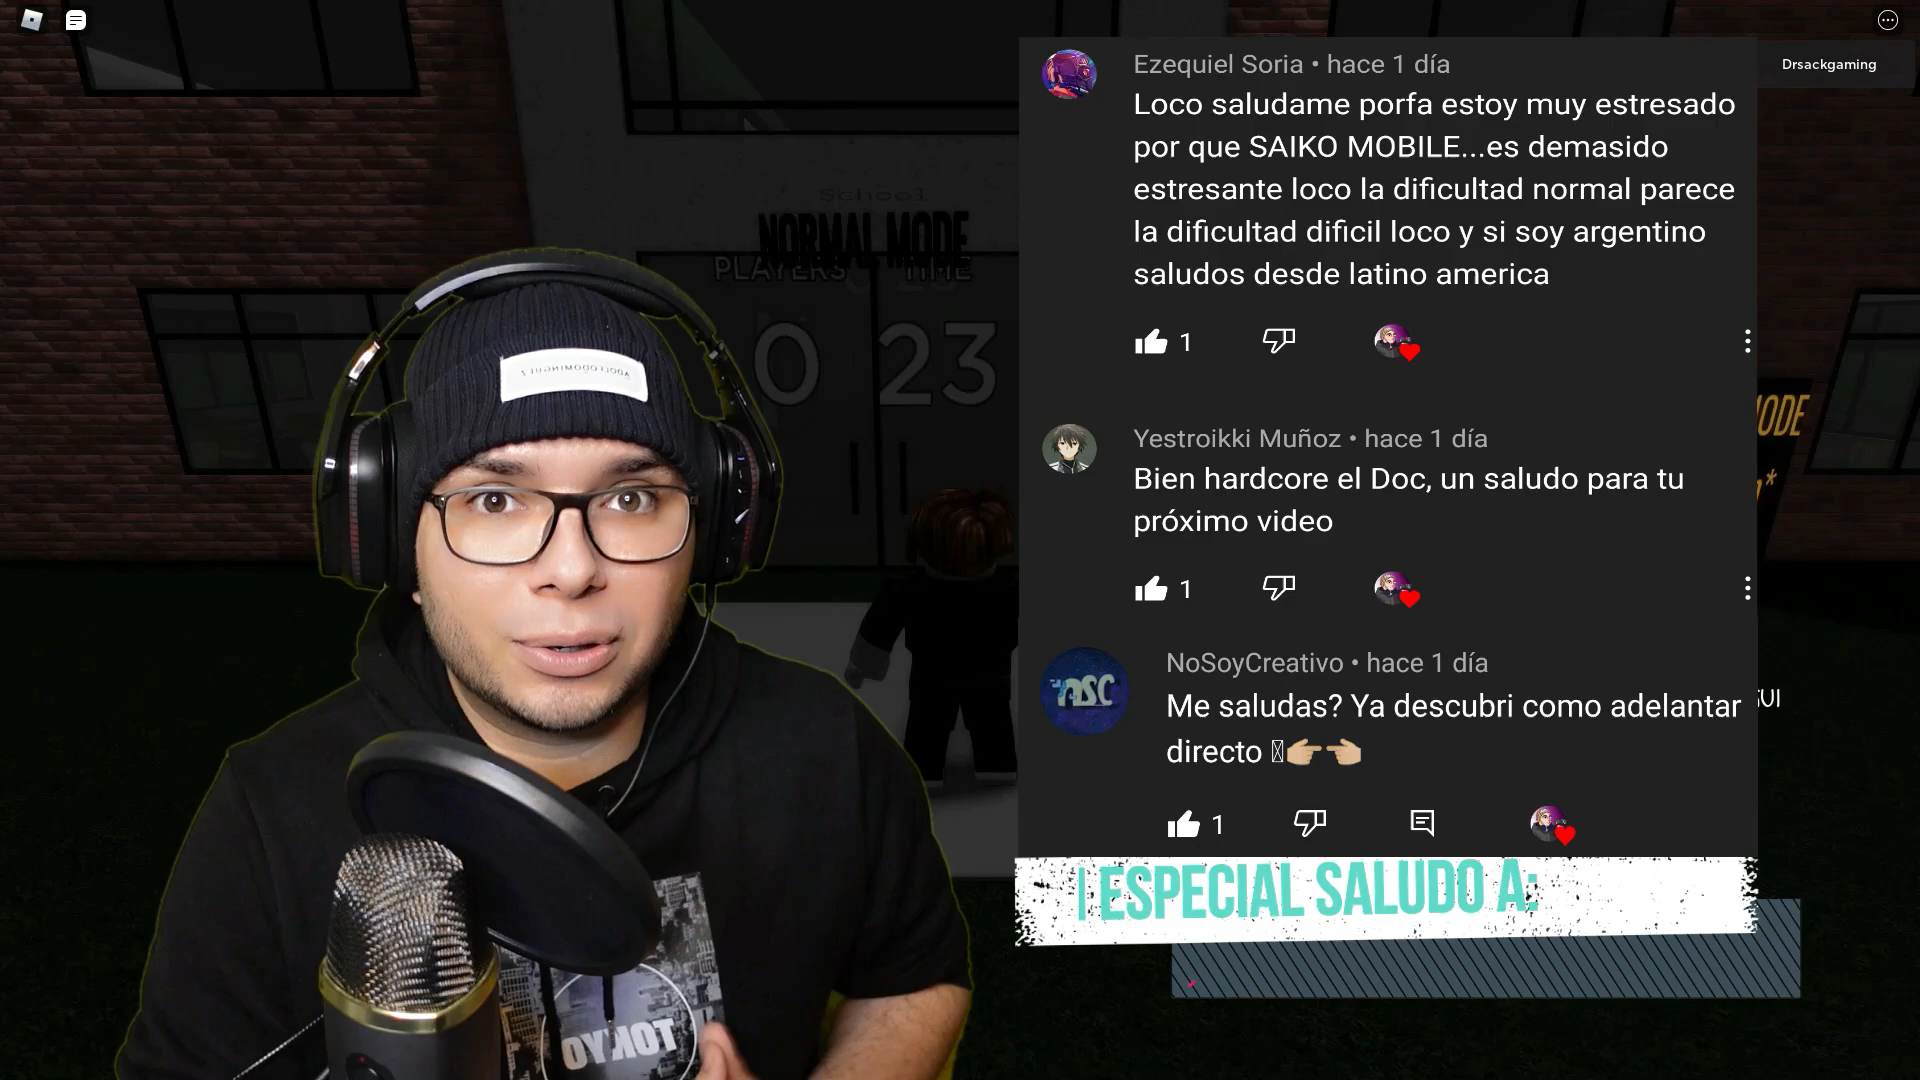 Drsackgaming
Ezequiel Soria • hace 1 día
Loco saludame porfa estoy muy estresado
por que SAIKO MOBILE...es demasido
estresante loco la dificultad normal parece
la dificultad dificil loco y si soy argentino
saludos desde latino america
1
Yestroikki Muñoz • hace 1 día
Bien hardcore el Doc, un saludo para tu
próximo video
1
NoSoyCreativo • hace 1 día
Me saludas? Ya descubri como adelantar
directo 👉🏼👈🏼
1
nsc
| ESPECIAL SALUDO A:
School
NORMAL MODE
PLAYERS TIME
0 23
TOKYO